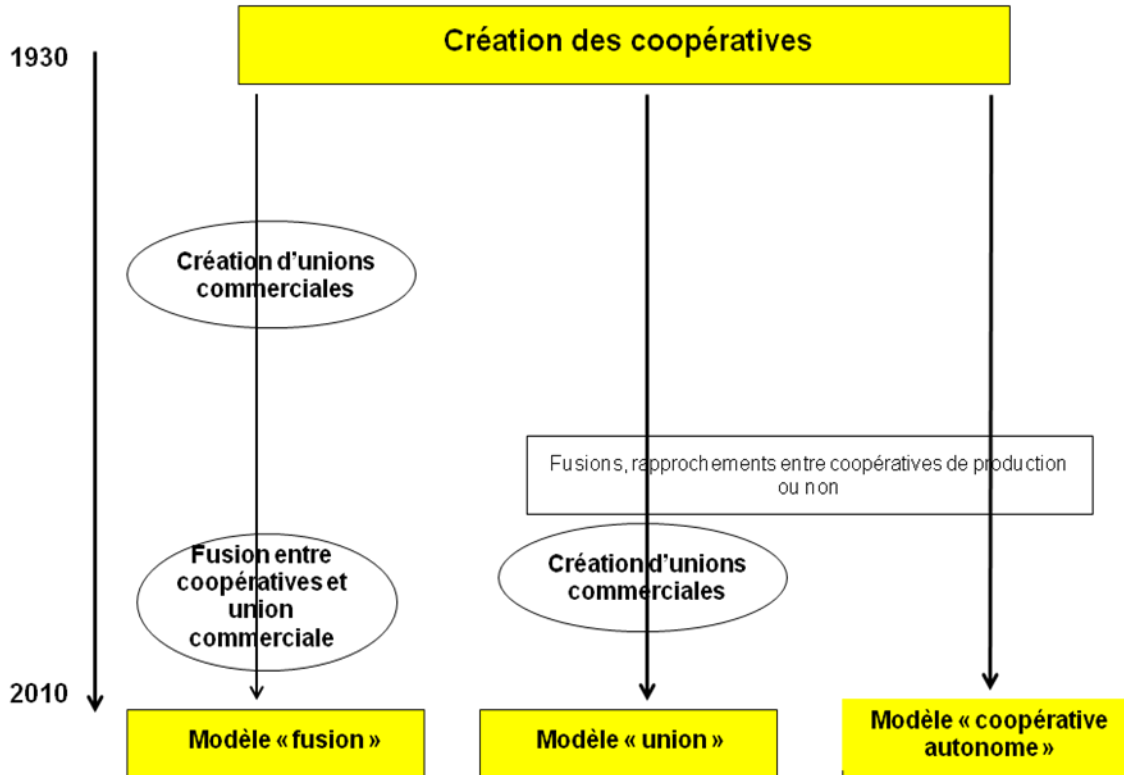 Création des coopératives
1930
Création d’unions
commerciales
Fusions, rapprochements entre coopératives de production
ou non
Fusion entre
coopératives et
union
commerciale
Création d’unions
commerciales
2010
Modèle « fusion »
Modèle « union »
Modèle « coopérative
autonome »